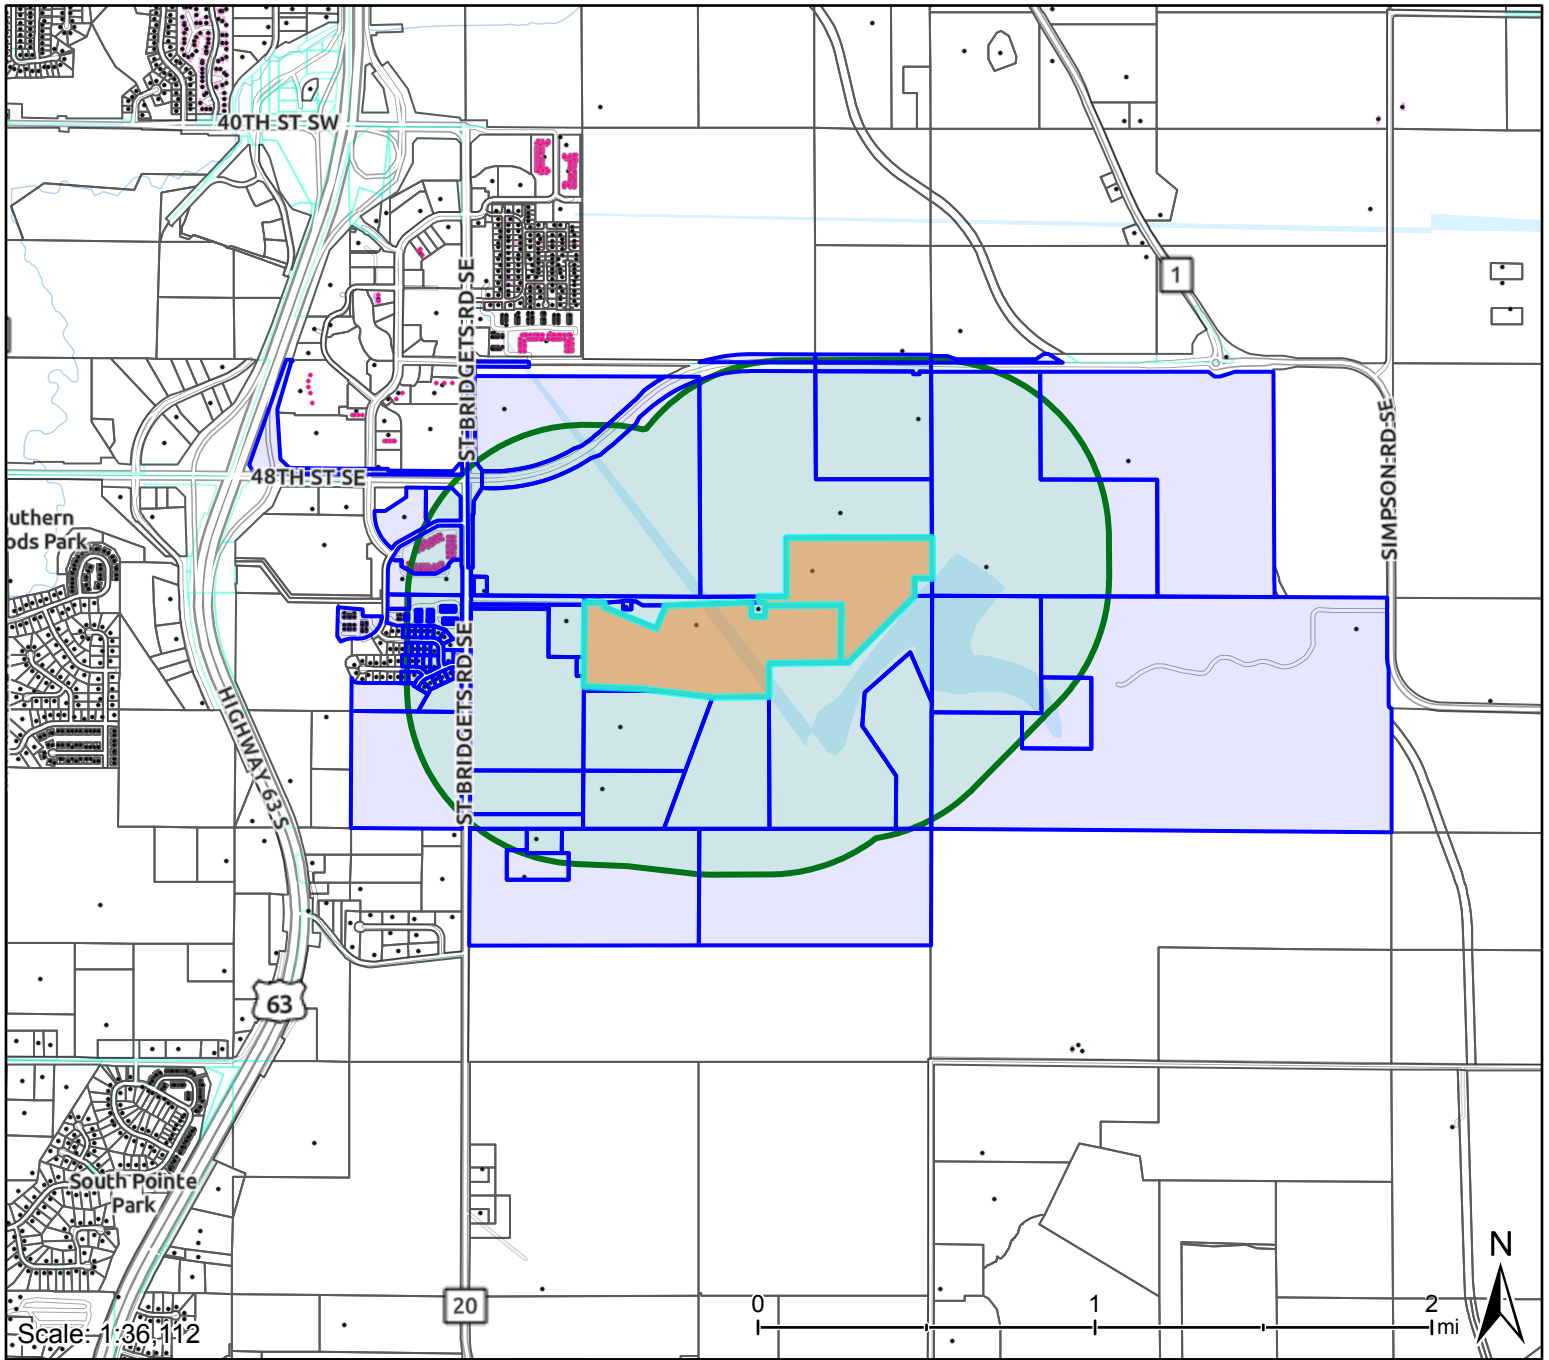 40TH ST SW
ST BRIDGETS RD SE
1
48TH ST SE
SIMPSON RD SE
uthern
ods Park
ST BRIDGETS RD SE
HIGHWAY 63 S
63
South Pointe
Park
20
N
0 1 2
mi
Scale: 1:36,112